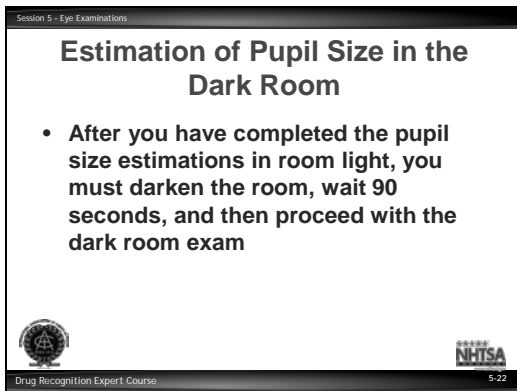 Session 5 - Eye Examinations
Estimation of Pupil Size in the
Dark Room
• After you have completed the pupil
size estimations in room light, you
must darken the room, wait 90
seconds, and then proceed with the
dark room exam
NHTSA
Drug Recognition Expert Course
5-22